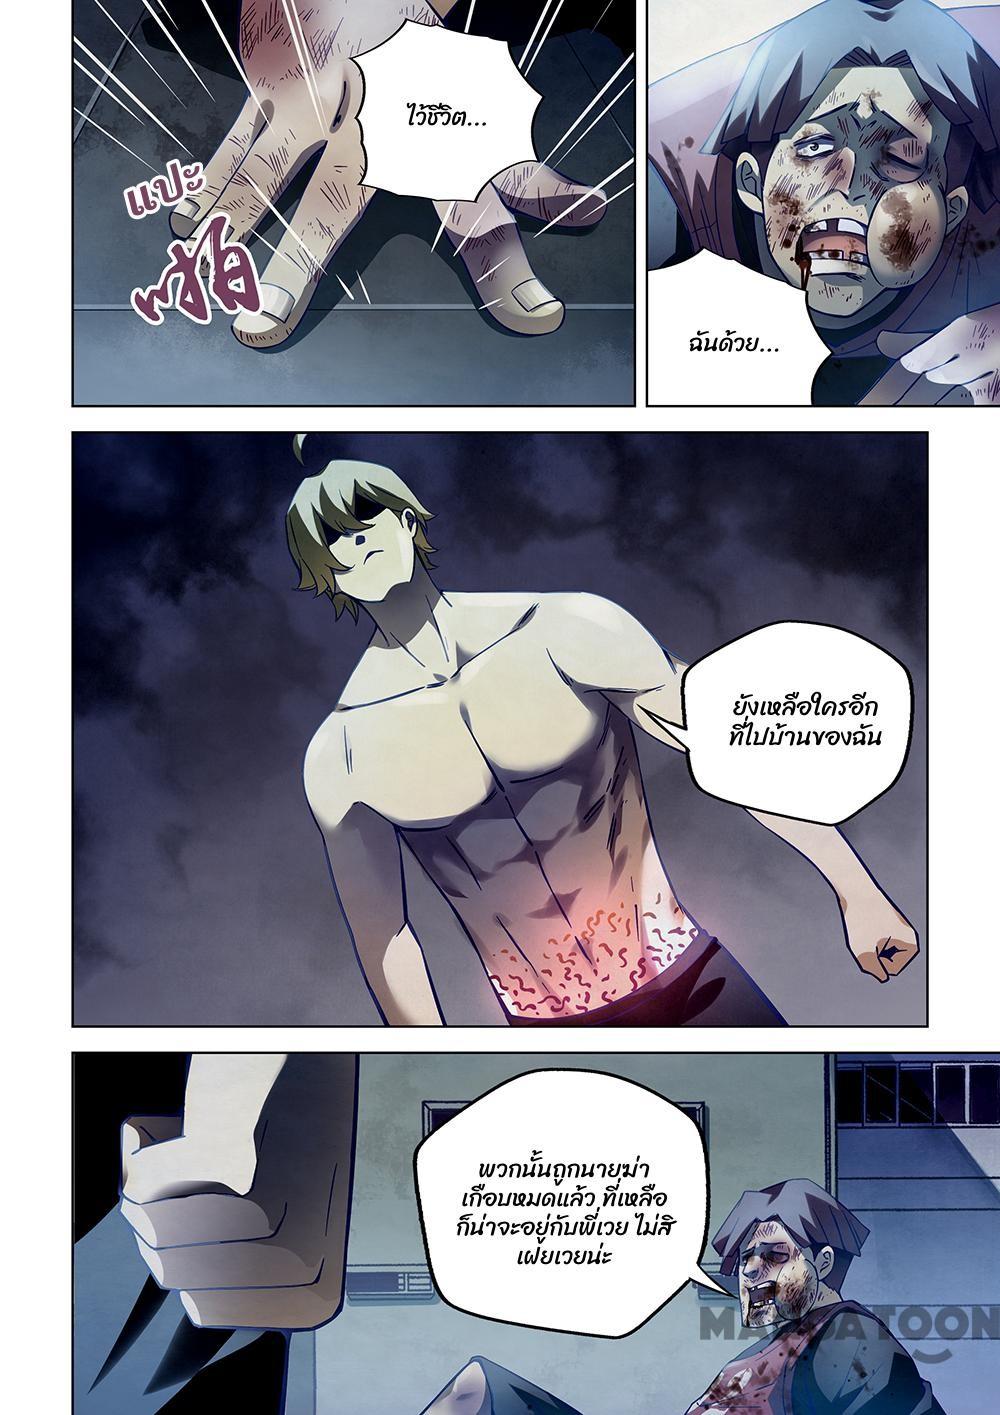 ไว้ชีวิต...
แปะ
啪
ฉันด้วย...
ยังเหลือใครอีก
ที่ไปบ้านของฉัน
พวกนั้นถูกนายฆ่า
เกือบหมดแล้ว ที่เหลือ
ก็น่าจะอยู่กับพี่เวย ไม่สิ
เฝยเวยน่ะ
MANGATOON